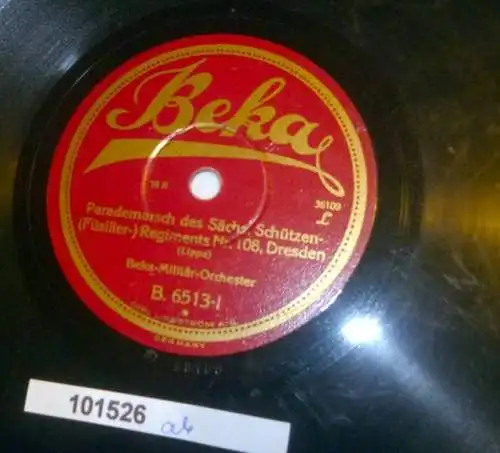 Beka
36109
L
Parademarsch des Sächs. Schützen-
(Füsilier-) Regiments Nr. 108, Dresden
(Lippe)
Beka-Militär-Orchester
B. 6513-I
GERMANY
101526